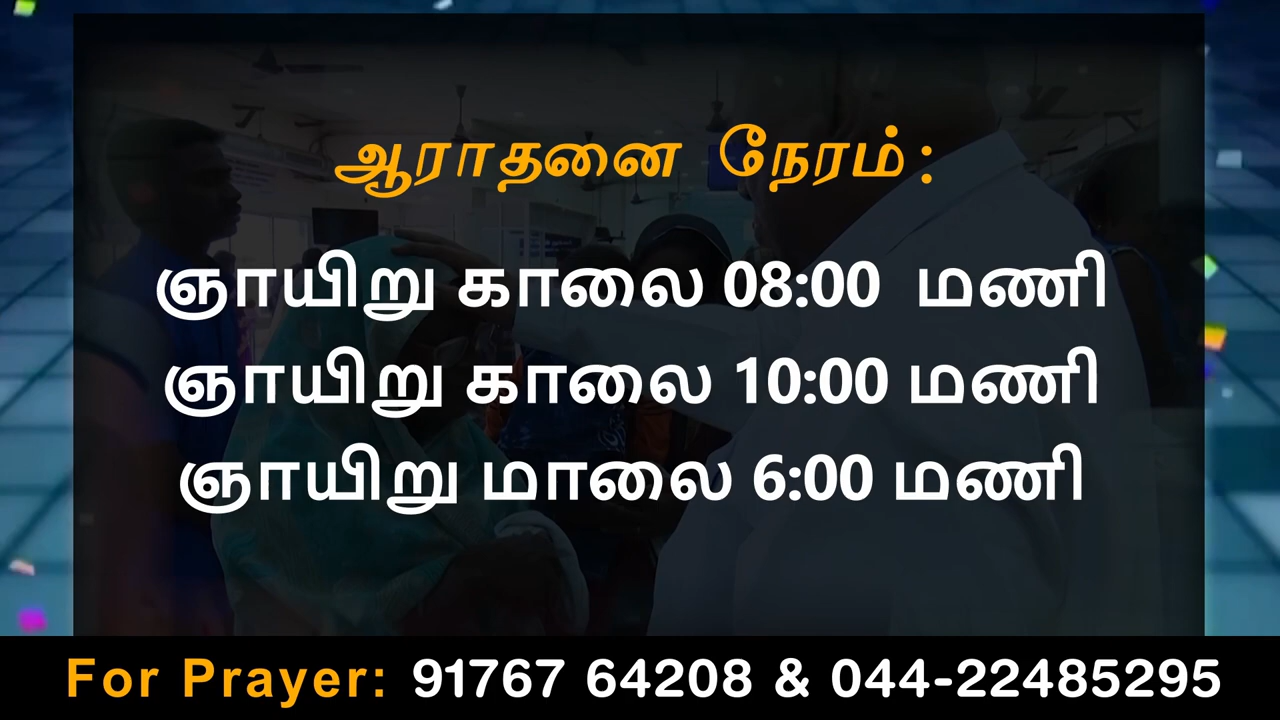 ஆராதனை நேரம்:
ஞாயிறு காலை 08:00 மணி
ஞாயிறு காலை 10:00 மணி
ஞாயிறு மாலை 6:00 மணி
For Prayer: 91767 64208 & 044-22485295